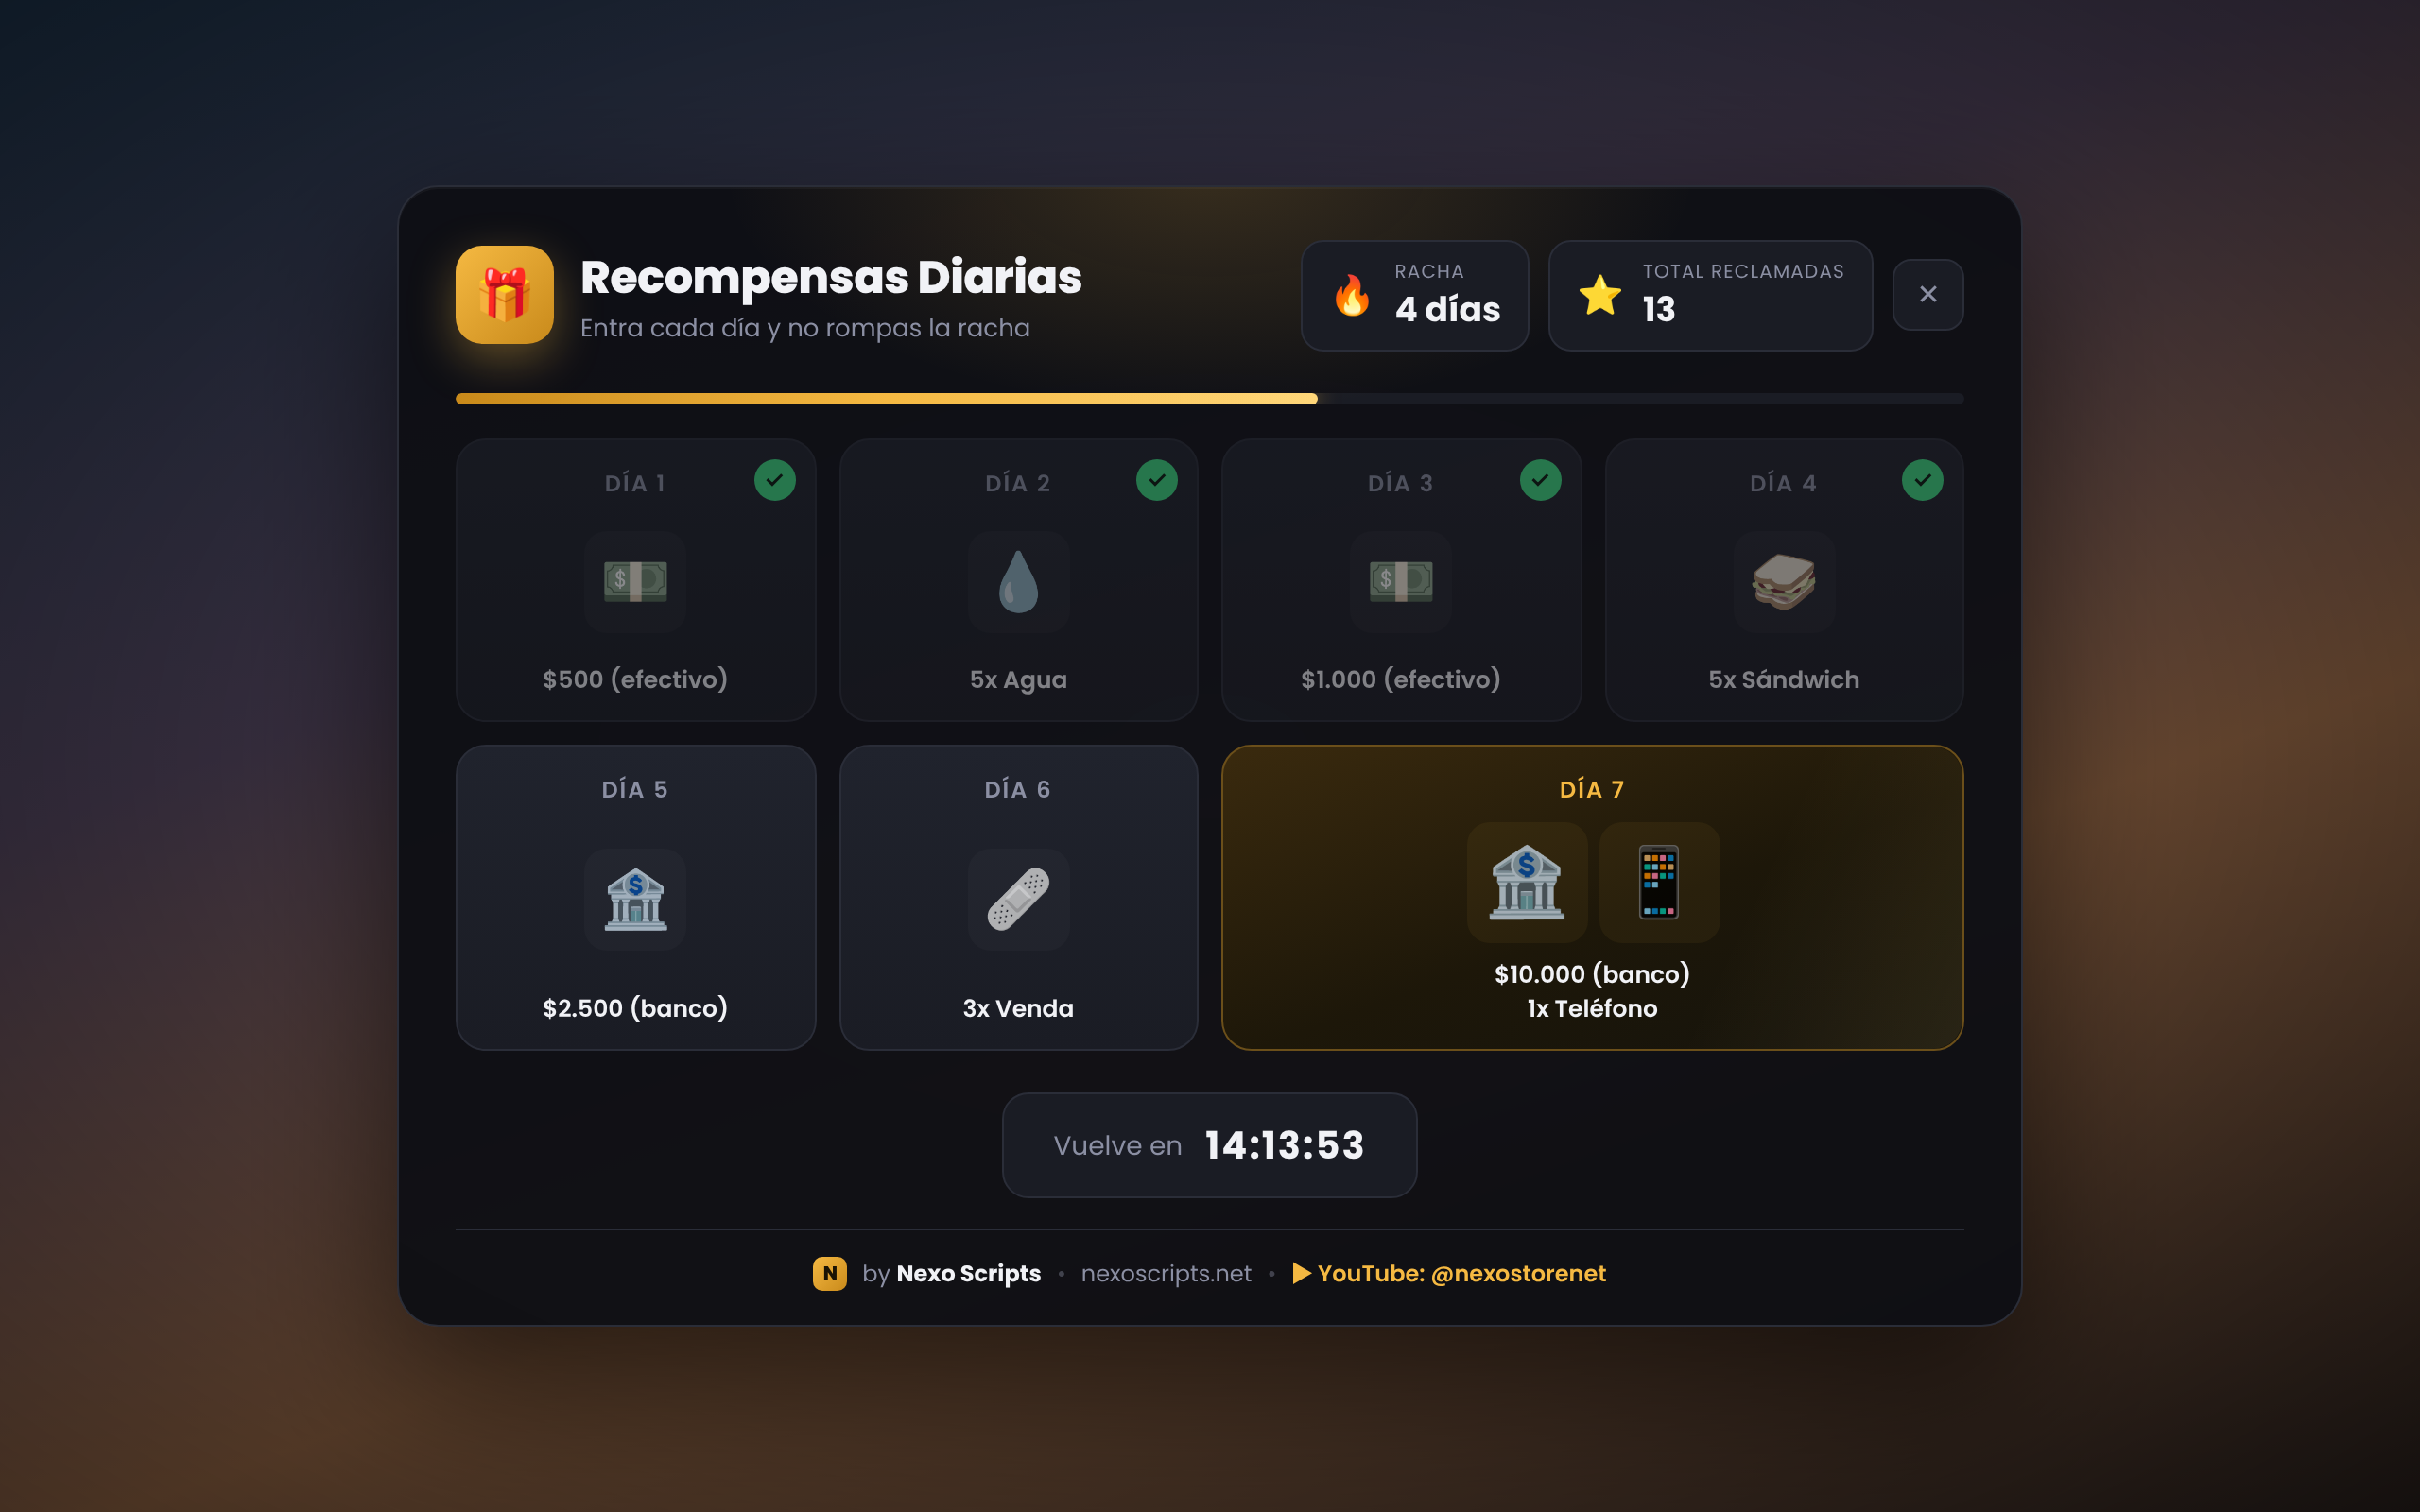 Recompensas Diarias
Entra cada día y no rompas la racha
RACHA
4 días
TOTAL RECLAMADAS
13
DÍA 1
$500 (efectivo)
DÍA 2
5x Agua
DÍA 3
$1.000 (efectivo)
DÍA 4
5x Sándwich
DÍA 5
$2.500 (banco)
DÍA 6
3x Venda
DÍA 7
$10.000 (banco)
1x Teléfono
Vuelve en 14:13:53
N by Nexo Scripts • nexoscripts.net • ▶ YouTube: @nexostorenet